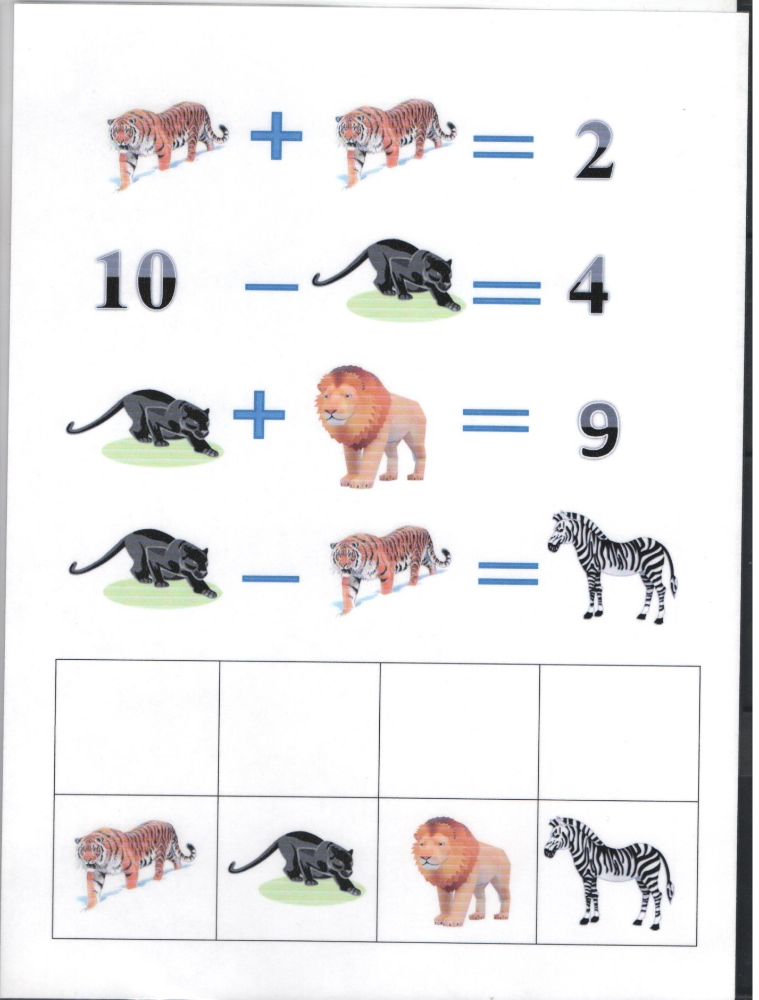 + = 2
10 - = 4
+ = 9
- =